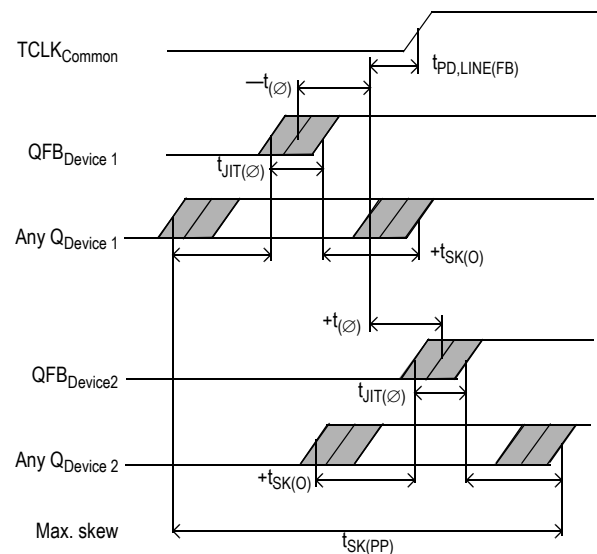 TCLKCommon
tPD,LINE(FB)
—t(∅)
QFBDevice 1
tJIT(∅)
Any QDevice 1
+tSK(O)
+t(∅)
QFBDevice2
tJIT(∅)
Any QDevice 2
+tSK(O)
Max. skew
tSK(PP)